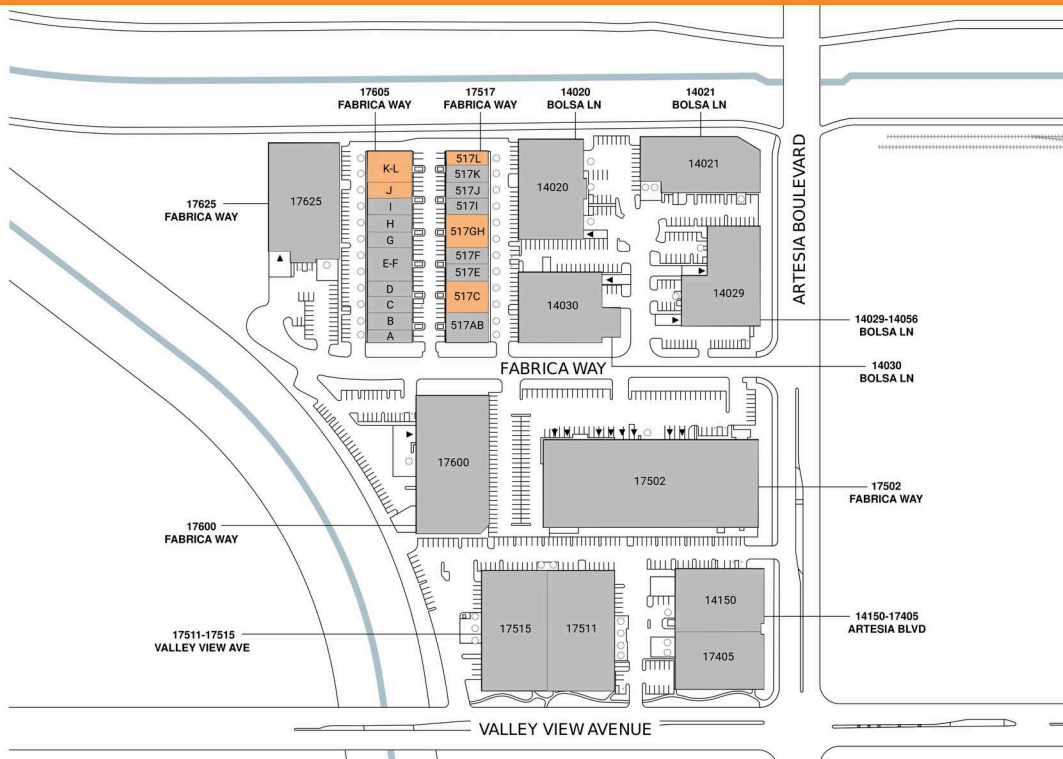 17605
FABRICA WAY
17517
FABRICA WAY
14020
BOLSA LN
14021
BOLSA LN
ARTESIA BOULEVARD
17625
FABRICA WAY
17625
K-L
J
I
H
G
E-F
D
C
B
A
517L
517K
517J
517I
517GH
517F
517E
517C
517AB
14020
14030
14021
14029
14029-14056
BOLSA LN
14030
BOLSA LN
FABRICA WAY
17600
17502
17502
FABRICA WAY
17600
FABRICA WAY
17515
17511
14150
17405
14150-17405
ARTESIA BLVD
17511-17515
VALLEY VIEW AVE
VALLEY VIEW AVENUE